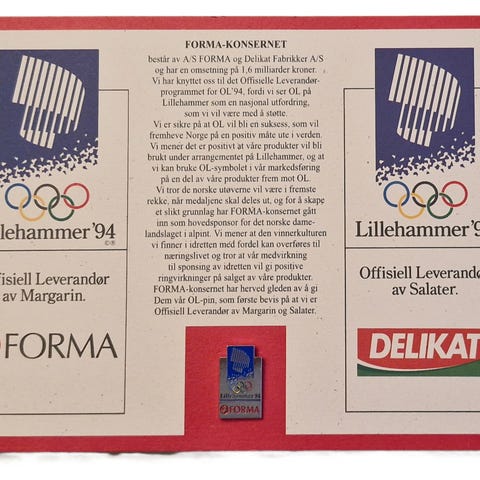 llehammer'94
©®
fisiell Leverandør
av Margarin.
FORMA
FORMA-KONSERNET
består av A/S FORMA og Delikat Fabrikker A/S
og har en omsetning på 1,6 milliarder kroner.
Vi har knyttet oss til det Offisielle Leverandør-
programmet for OL'94, fordi vi ser OL på
Lillehammer som en nasjonal utfordring,
som vi vil være med å støtte.
Vi er sikre på at OL vil bli en suksess, som vil
fremheve Norge på en positiv måte ute i verden.
Vi mener det er positivt at våre produkter vil bli
brukt under arrangementet på Lillehammer, og at
vi kan bruke OL-symbolet i vår markedsføring
på en del av våre produkter frem mot OL.
Vi tror de norske utøverne vil være i fremste
rekke, når medaljene skal deles ut, og for å skape
et slikt grunnlag har FORMA-konsernet gått
inn som hovedsponsor for det norske dame-
landslaget i alpint. Vi mener at den vinnerkulturen
vi finner i idretten med fordel kan overføres til
næringslivet og tror at vår medvirkning
til sponsing av idretten vil gi positive
ringvirkninger på salget av våre produkter.
FORMA-konsernet har herved gleden av å gi
Dem vår OL-pin, som første bevis på at vi er
Offisiell Leverandør av Margarin og Salater.
Lillehammer'94
FORMA
Lillehammer'9
Offisiell Leverandø
av Salater.
DELIKAT